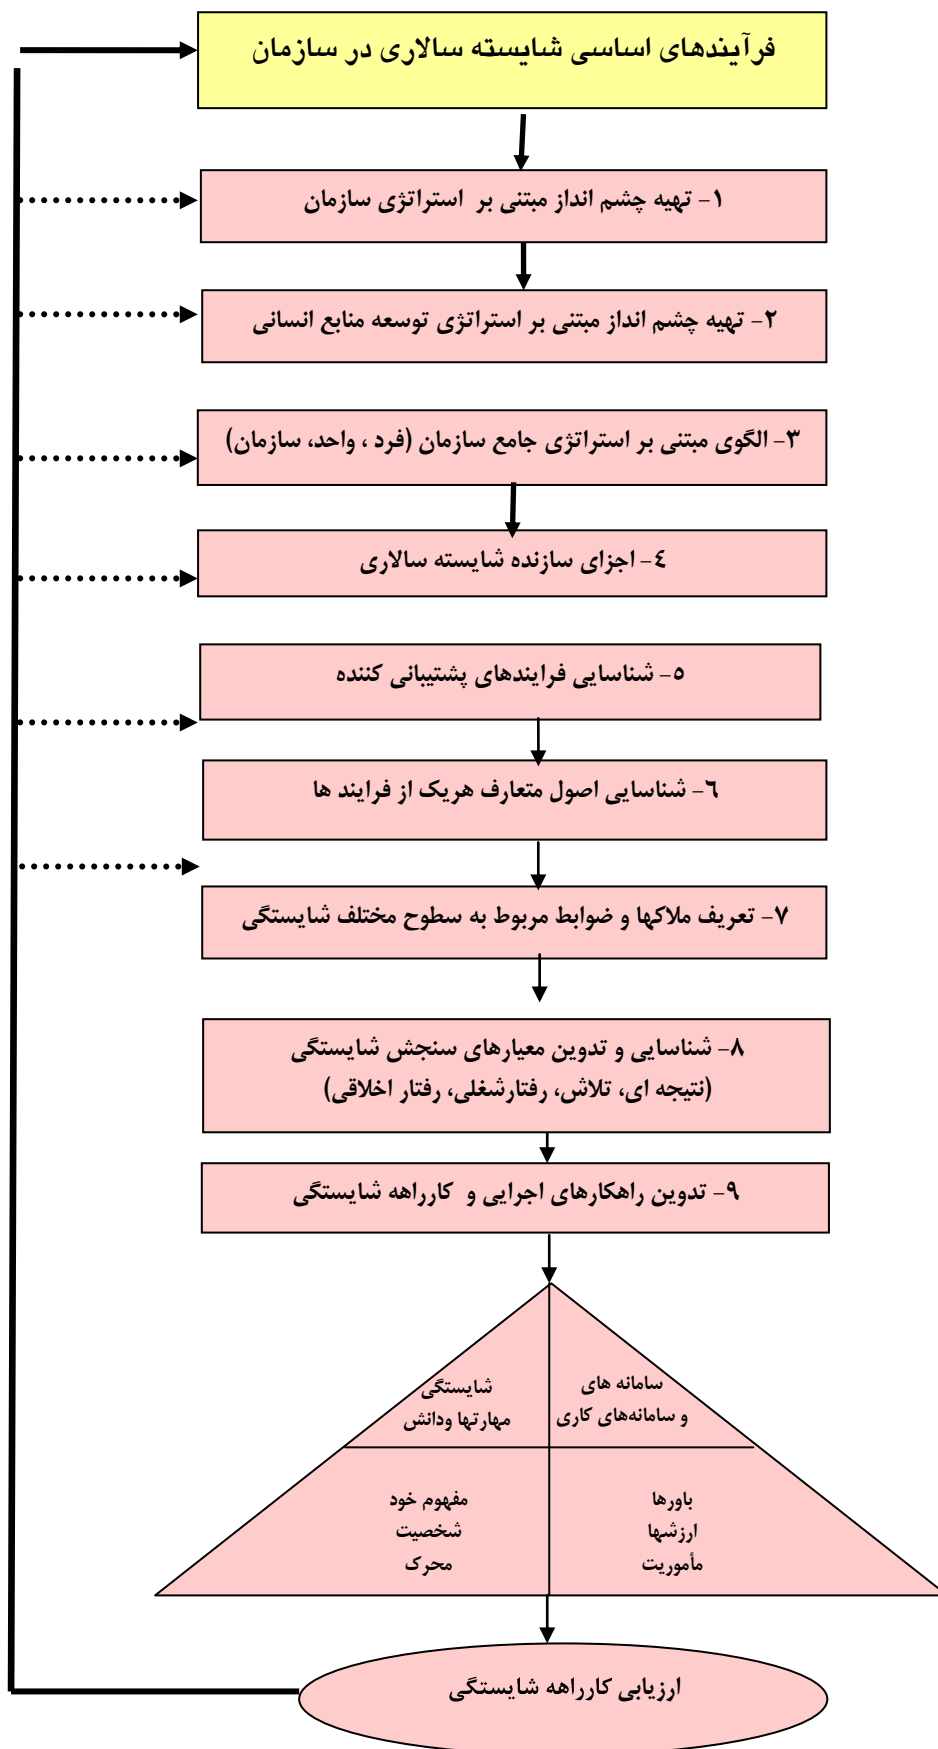 فرآیندهای اساسی شایسته سالاری در سازمان
۱- تهیه چشم انداز مبتنی بر استراتژی سازمان
۲- تهیه چشم انداز مبتنی بر استراتژی توسعه منابع انسانی
۳- الگوی مبتنی بر استراتژی جامع سازمان (فرد ، واحد، سازمان)
٤- اجزای سازنده شایسته سالاری
٥- شناسایی فرایندهای پشتیبانی کننده
٦- شناسایی اصول متعارف هریک از فرایند ها
۷- تعریف ملاکها و ضوابط مربوط به سطوح مختلف شایستگی
۸- شناسایی و تدوین معیارهای سنجش شایستگی
(نتیجه ای، تلاش، رفتارشغلی، رفتار اخلاقی)
۹- تدوین راهکارهای اجرایی و کارراهه شایستگی
سامانه های
و سامانه‌های کاری
شایستگی
مهارتها ودانش
باورها
ارزشها
مأموریت
مفهوم خود
شخصیت
محرک
ارزیابی کارراهه شایستگی